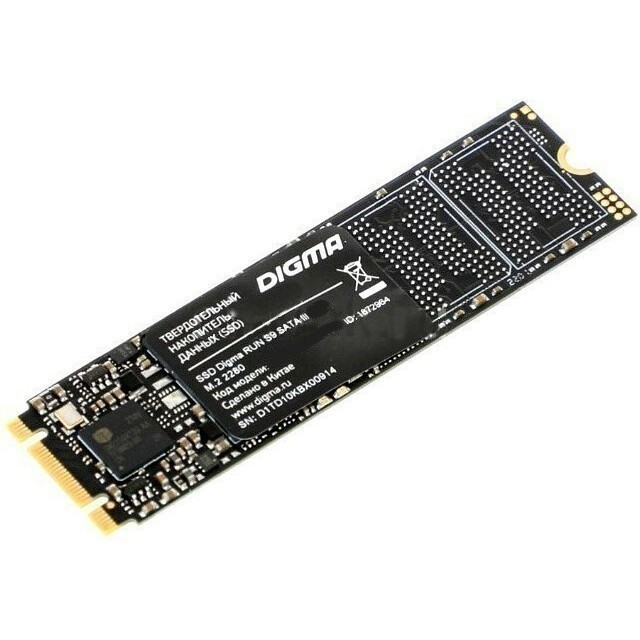 DIGMA
ТВЕРДОТЕЛЬНЫЙ
НАКОПИТЕЛЬ
ДАННЫХ (SSD)
SSD Digma RUN S9 SATA III
M.2 2280
Код модели:
Сделано в Китае
www.digma.ru
SN: D1TD10KBX00914
ID: 1872964